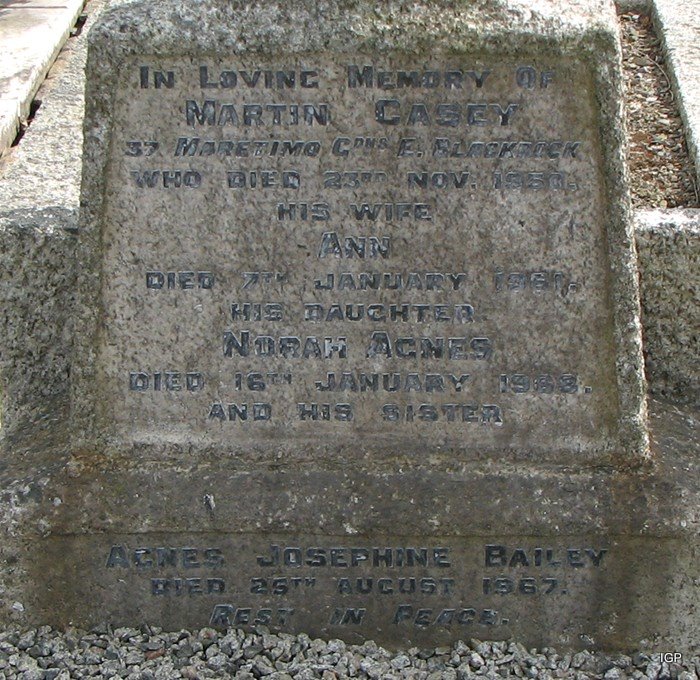 In Loving Memory Of
Martin Casey
37 Maretimo Gdns E. Blackrock
WHO DIED 23RD NOV. 1950.
HIS WIFE
Ann
DIED 7TH JANUARY 1961.
HIS DAUGHTER
Norah Agnes
DIED 16TH JANUARY 1963.
AND HIS SISTER
Agnes Josephine Bailey
DIED 25TH AUGUST 1967.
Rest in Peace.
IGP